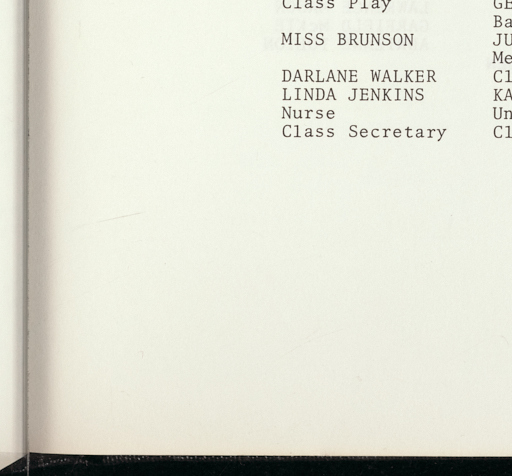 Class Play GE
Ba
MISS BRUNSON JU
Me
DARLANE WALKER Cl
LINDA JENKINS KA
Nurse Un
Class Secretary Cl